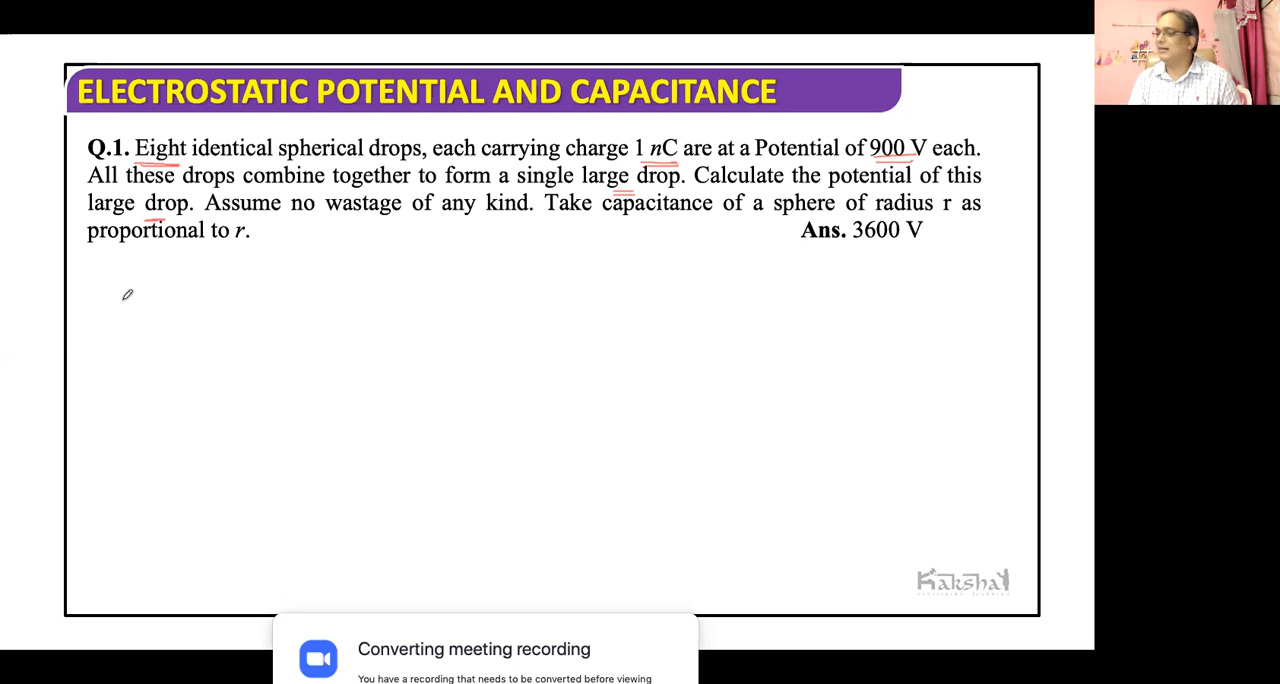 ELECTROSTATIC POTENTIAL AND CAPACITANCE
Q.1. Eight identical spherical drops, each carrying charge 1 nC are at a Potential of 900 V each.
All these drops combine together to form a single large drop. Calculate the potential of this
large drop. Assume no wastage of any kind. Take capacitance of a sphere of radius r as
proportional to r. Ans. 3600 V
Kaksha
Converting meeting recording
You have a recording that needs to be converted before viewing